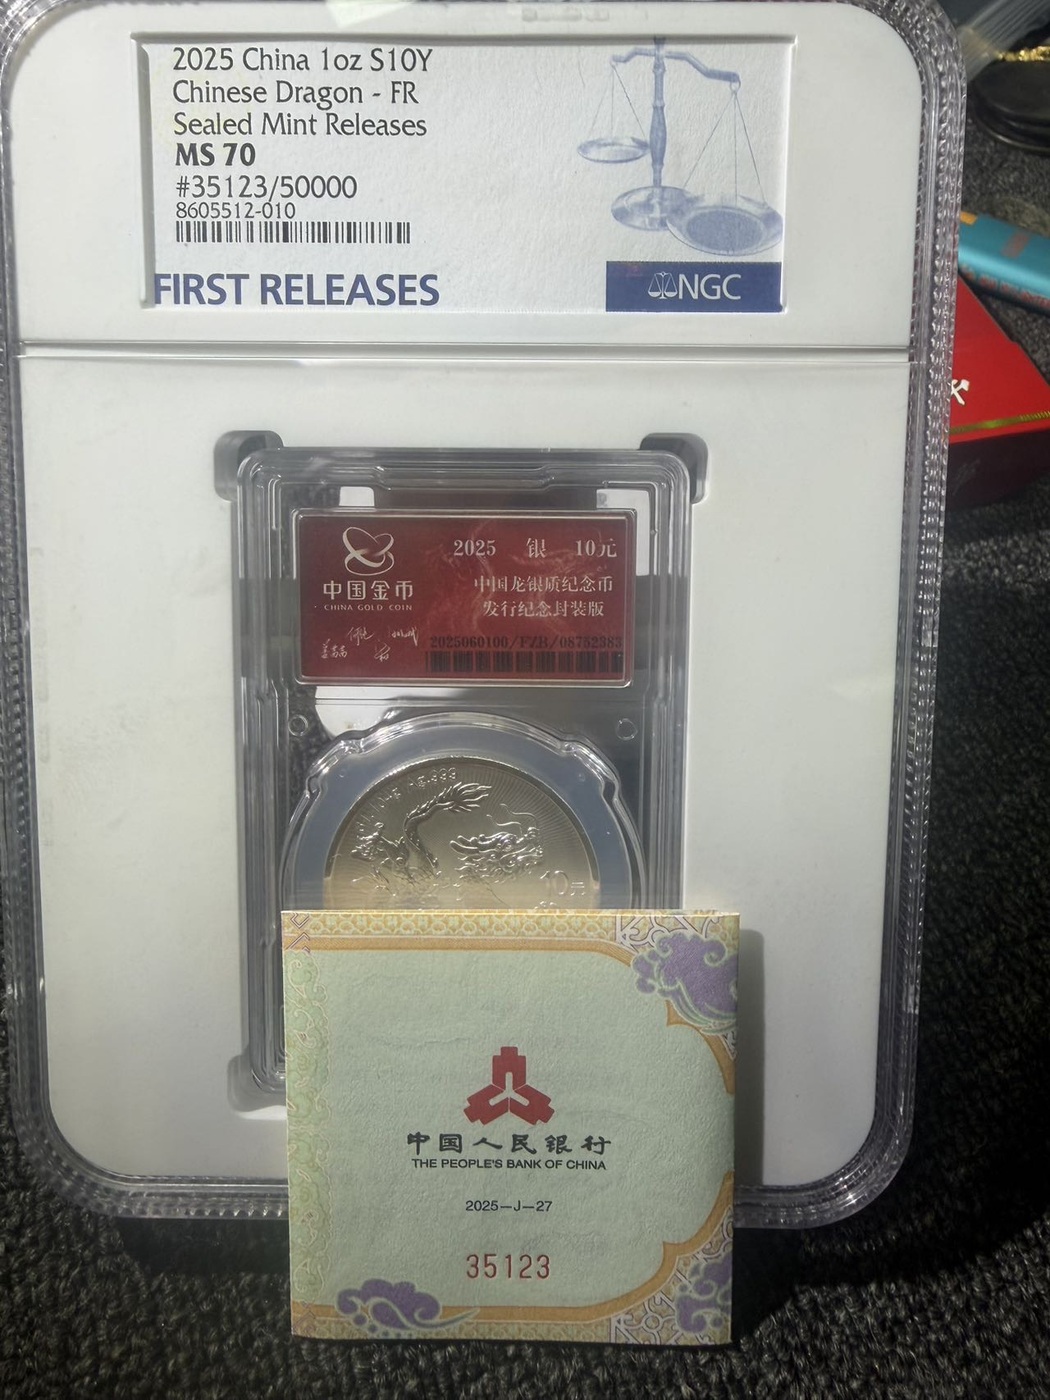 2025 China 1oz S10Y
Chinese Dragon - FR
Sealed Mint Releases
MS 70
#35123/50000
8605512-010
FIRST RELEASES
NGC
2025 银 10元
中国金币
CHINA GOLD COIN
中国龙银质纪念币
发行纪念封装版
2025060100/FZB/08752383
10元
中国人民银行
THE PEOPLE'S BANK OF CHINA
2025—J—27
35123